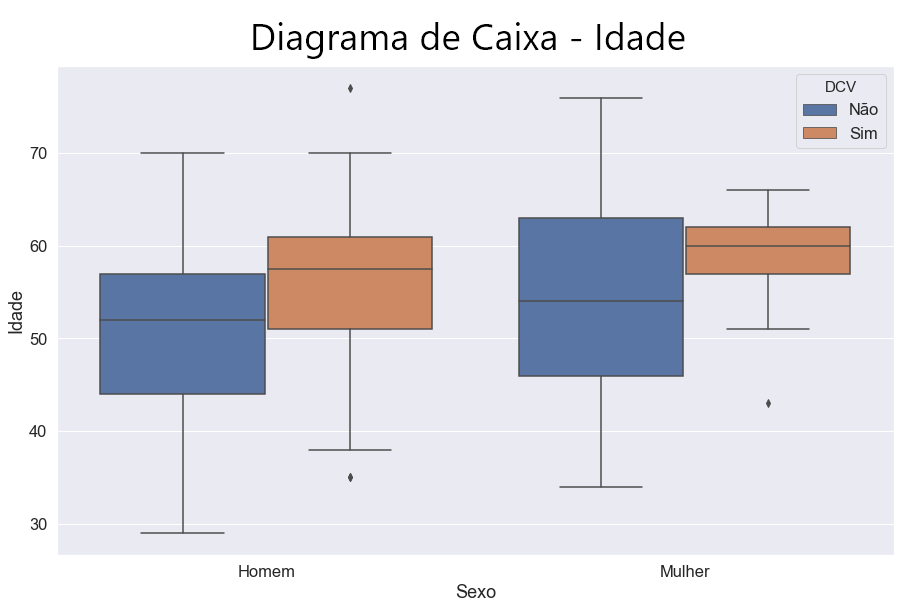 Diagrama de Caixa - Idade
DCV
Não
Sim
70
60
50
40
30
Idade
Homem
Mulher
Sexo